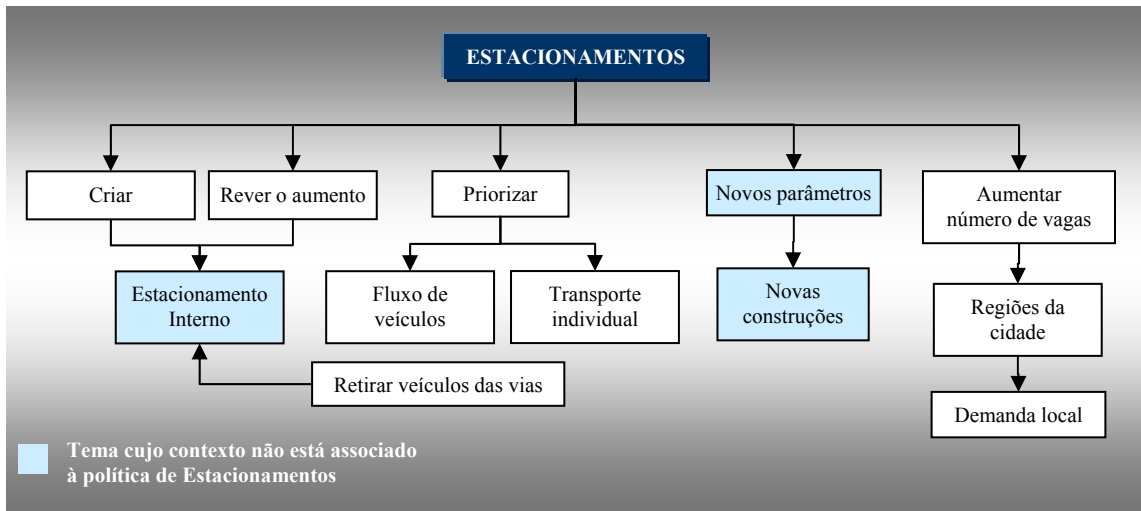 ESTACIONAMENTOS
Criar
Rever o aumento
Priorizar
Novos parâmetros
Aumentar
número de vagas
Estacionamento
Interno
Fluxo de
veículos
Transporte
individual
Novas
construções
Regiões da
cidade
Retirar veículos das vias
Demanda local
Tema cujo contexto não está associado
à política de Estacionamentos